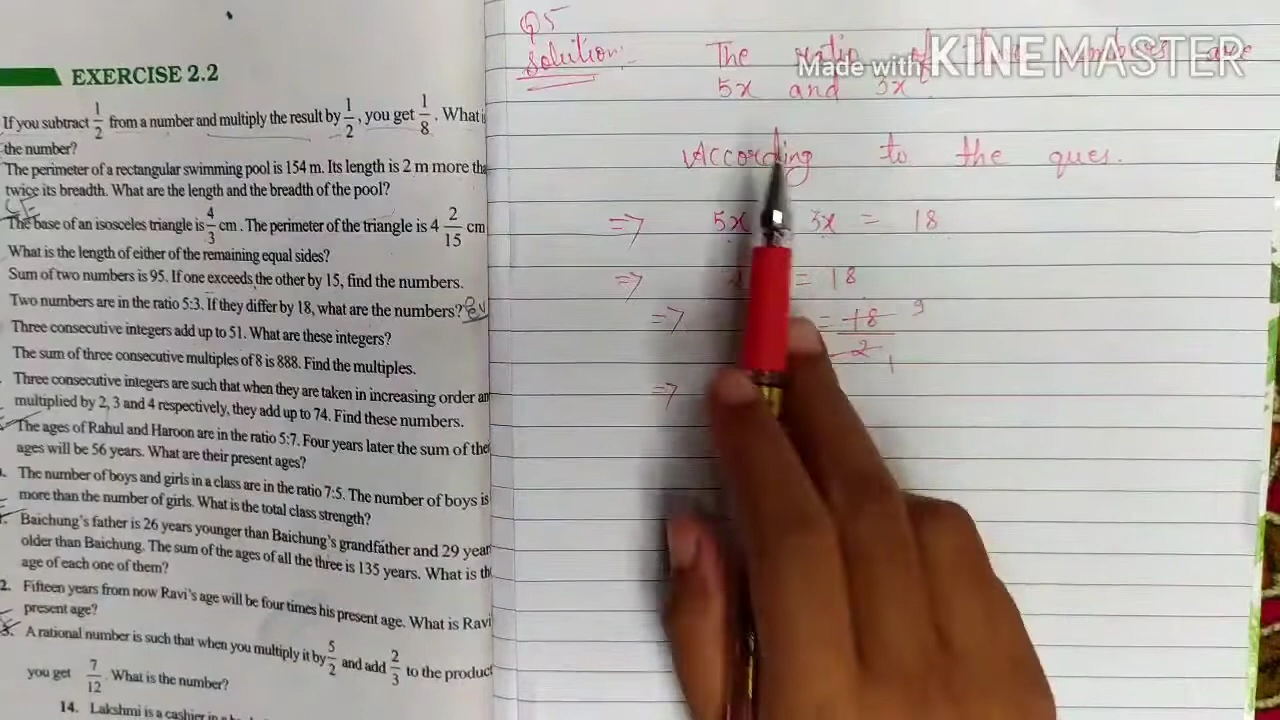 EXERCISE 2.2
If you subtract 1/2 from a number and multiply the result by 1/2, you get 1/8. What i
the number?
The perimeter of a rectangular swimming pool is 154 m. Its length is 2 m more tha
twice its breadth. What are the length and the breadth of the pool?
The base of an isosceles triangle is 4/3 cm. The perimeter of the triangle is 4 2/15 cm
What is the length of either of the remaining equal sides?
Sum of two numbers is 95. If one exceeds the other by 15, find the numbers.
Two numbers are in the ratio 5:3. If they differ by 18, what are the numbers?
Three consecutive integers add up to 51. What are these integers?
The sum of three consecutive multiples of 8 is 888. Find the multiples.
Three consecutive integers are such that when they are taken in increasing order an
multiplied by 2, 3 and 4 respectively, they add up to 74. Find these numbers.
The ages of Rahul and Haroon are in the ratio 5:7. Four years later the sum of the
ages will be 56 years. What are their present ages?
The number of boys and girls in a class are in the ratio 7:5. The number of boys is
more than the number of girls. What is the total class strength?
Baichung's father is 26 years younger than Baichung's grandfather and 29 year
older than Baichung. The sum of the ages of all the three is 135 years. What is th
age of each one of them?
2. Fifteen years from now Ravi's age will be four times his present age. What is Ravi
present age?
3. A rational number is such that when you multiply it by 5/2 and add 2/3 to the product
you get 7/12. What is the number?
14. Lakshmi is a cashier in a
Q5
Solution:-
The ratio of
5x and 3x
Made with KINEMASTER
According to the ques.
=> 5x 3x = 18
=> = 18
=> = 18/2 9 1
=>